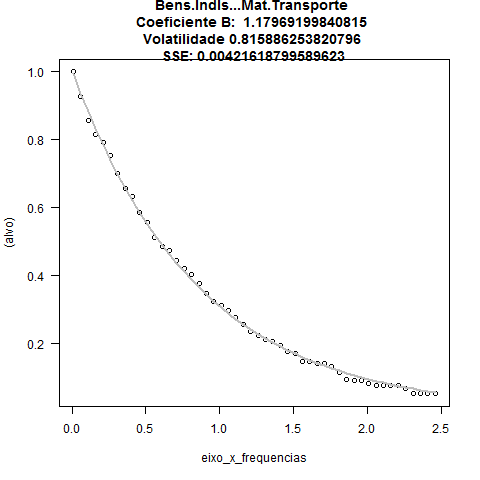 Bens.Indis...Mat.Transporte
Coeficiente B:  1.17969199840815
Volatilidade 0.815886253820796
SSE: 0.00421618799589623
(alvo)
1.0
0.8
0.6
0.4
0.2
0.0 0.5 1.0 1.5 2.0 2.5
eixo_x_frequencias